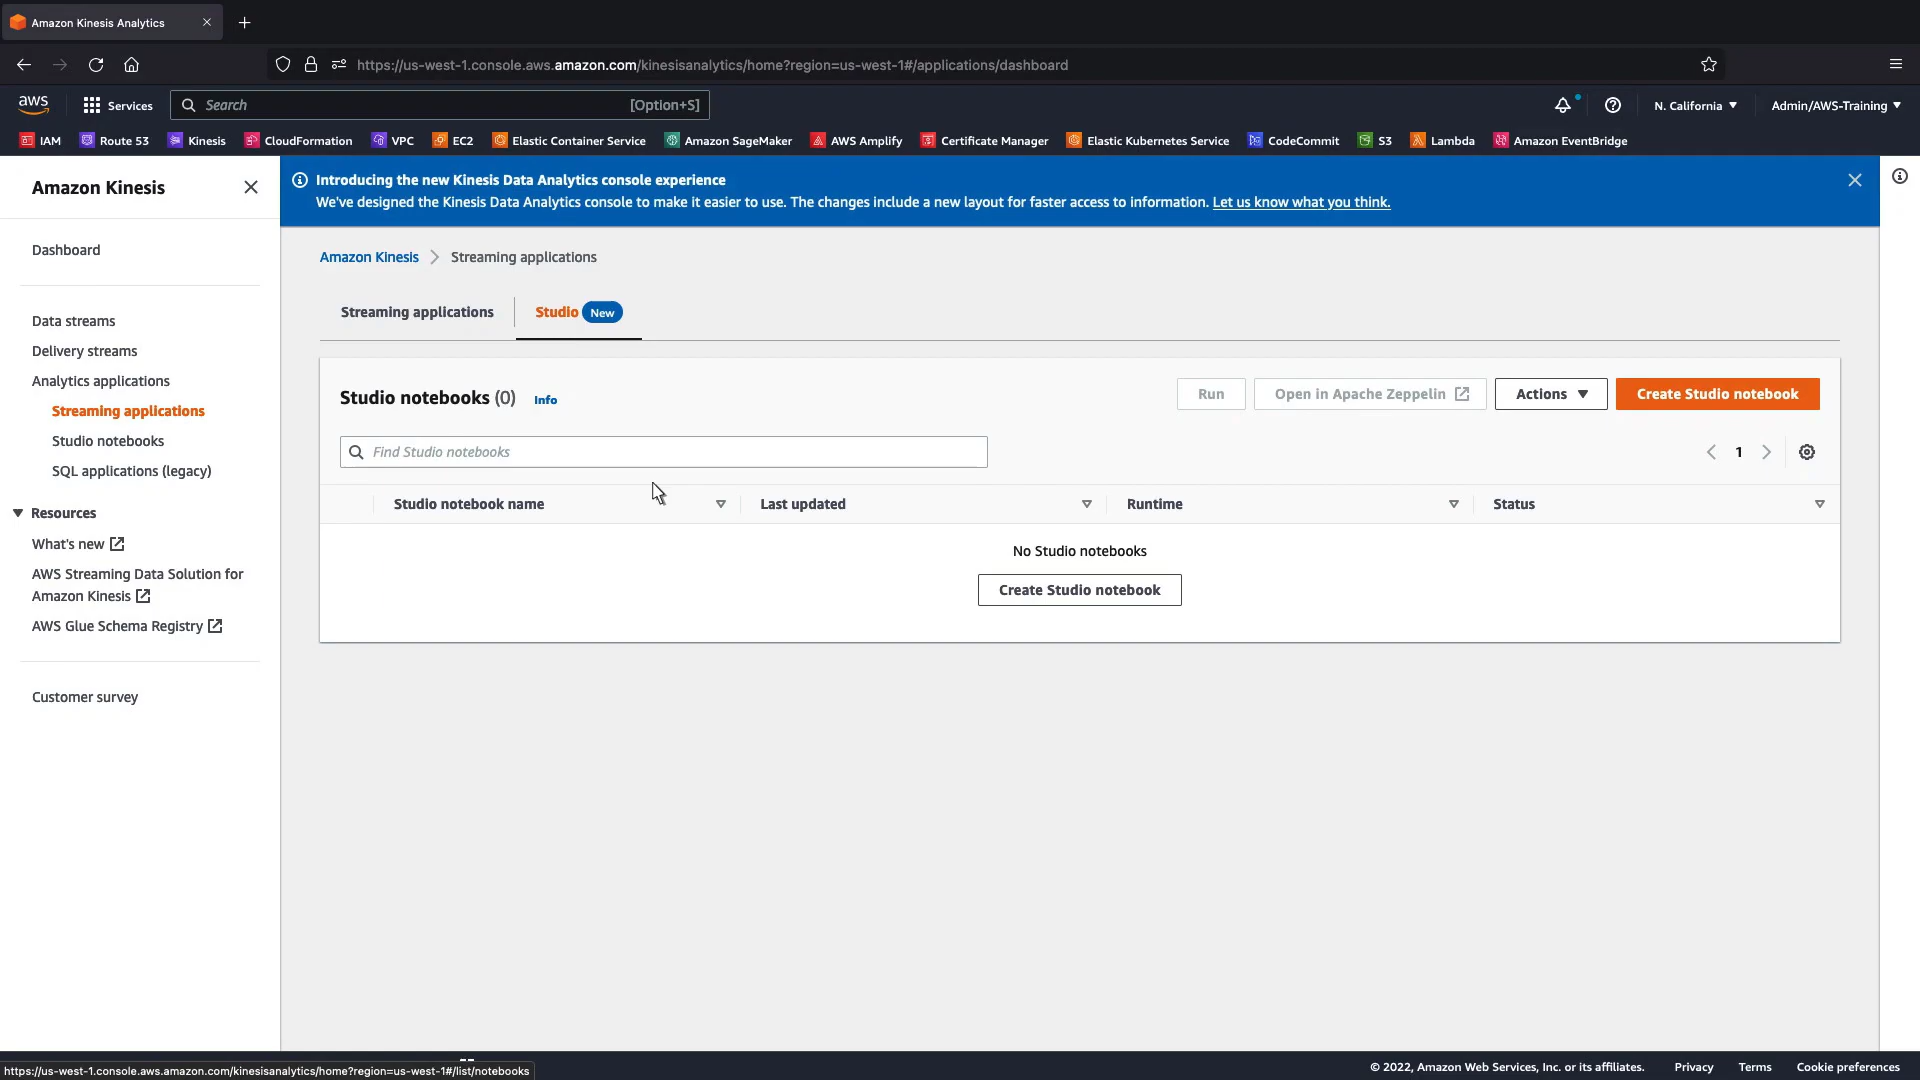 Amazon Kinesis Analytics
https://us-west-1.console.aws.amazon.com/kinesisanalytics/home?region=us-west-1#/applications/dashboard
aws
Services
Search
[Option+S]
N. California
Admin/AWS-Training
IAM
Route 53
Kinesis
CloudFormation
VPC
EC2
Elastic Container Service
Amazon SageMaker
AWS Amplify
Certificate Manager
Elastic Kubernetes Service
CodeCommit
S3
Lambda
Amazon EventBridge
Amazon Kinesis
Dashboard
Data streams
Delivery streams
Analytics applications
Streaming applications
Studio notebooks
SQL applications (legacy)
Resources
What's new
AWS Streaming Data Solution for
Amazon Kinesis
AWS Glue Schema Registry
Customer survey
Introducing the new Kinesis Data Analytics console experience
We've designed the Kinesis Data Analytics console to make it easier to use. The changes include a new layout for faster access to information. Let us know what you think.
Amazon Kinesis
Streaming applications
Streaming applications
Studio New
Studio notebooks (0) Info
Run
Open in Apache Zeppelin
Actions
Create Studio notebook
Find Studio notebooks
1
Studio notebook name
Last updated
Runtime
Status
No Studio notebooks
Create Studio notebook
https://us-west-1.console.aws.amazon.com/kinesisanalytics/home?region=us-west-1#/list/notebooks
© 2022, Amazon Web Services, Inc. or its affiliates.
Privacy
Terms
Cookie preferences